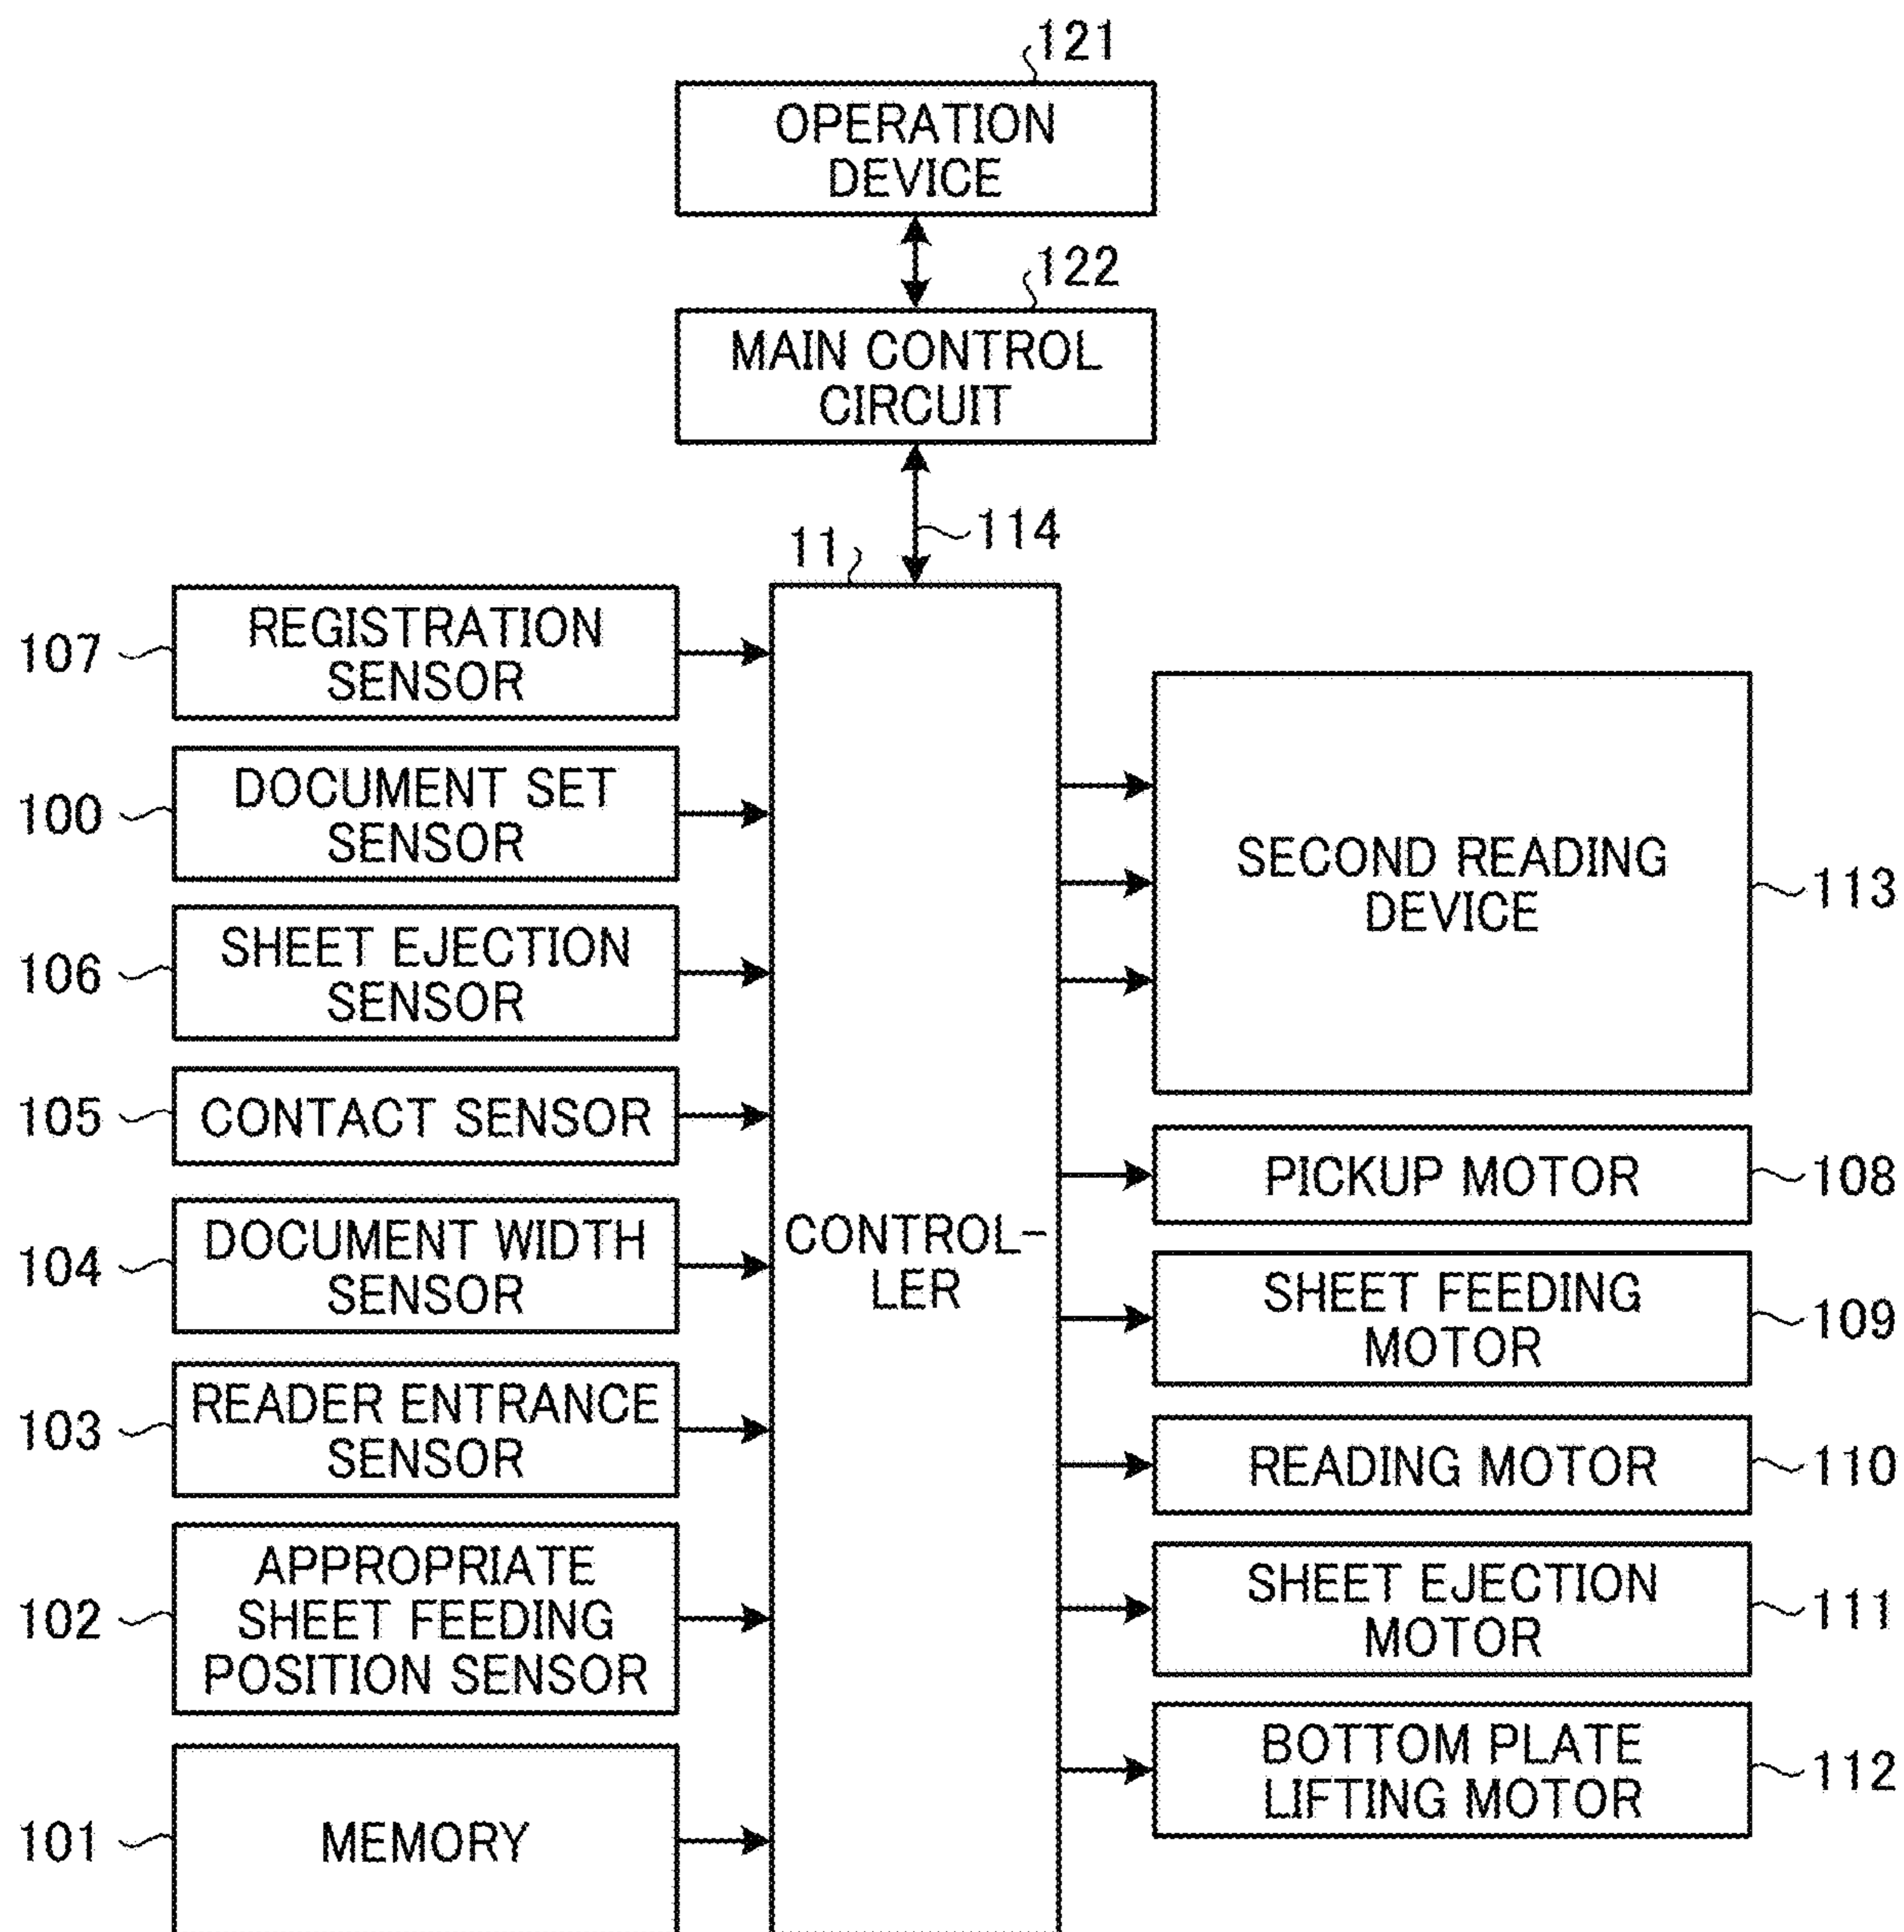 121
OPERATION
DEVICE
122
MAIN CONTROL
CIRCUIT
114
11
107
REGISTRATION
SENSOR
100
DOCUMENT SET
SENSOR
106
SHEET EJECTION
SENSOR
105
CONTACT SENSOR
104
DOCUMENT WIDTH
SENSOR
103
READER ENTRANCE
SENSOR
102
APPROPRIATE
SHEET FEEDING
POSITION SENSOR
101
MEMORY
CONTROL-
LER
SECOND READING
DEVICE
113
PICKUP MOTOR
108
SHEET FEEDING
MOTOR
109
READING MOTOR
110
SHEET EJECTION
MOTOR
111
BOTTOM PLATE
LIFTING MOTOR
112